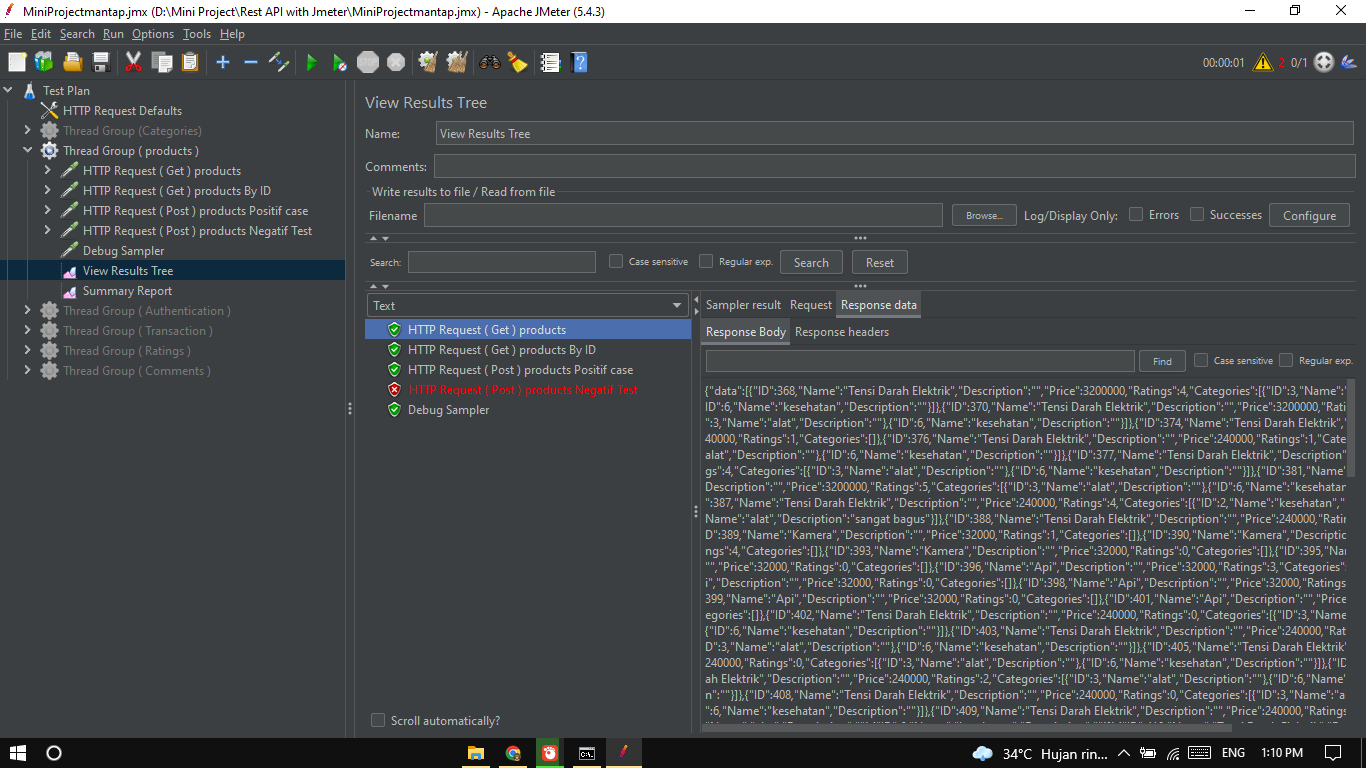 MiniProjectmantap.jmx (D:\Mini Project\Rest API with Jmeter\MiniProjectmantap.jmx) - Apache JMeter (5.4.3)
File Edit Search Run Options Tools Help
STOP
00:00:01 2 0/1
Test Plan
HTTP Request Defaults
Thread Group (Categories)
Thread Group ( products )
HTTP Request ( Get ) products
HTTP Request ( Get ) products By ID
HTTP Request ( Post ) products Positif case
HTTP Request ( Post ) products Negatif Test
Debug Sampler
View Results Tree
Summary Report
Thread Group ( Authentication )
Thread Group ( Transaction )
Thread Group ( Ratings )
Thread Group ( Comments )
View Results Tree
Name: View Results Tree
Comments:
Write results to file / Read from file
Filename Browse... Log/Display Only: Errors Successes Configure
Search: Case sensitive Regular exp. Search Reset
Text
HTTP Request ( Get ) products
HTTP Request ( Get ) products By ID
HTTP Request ( Post ) products Positif case
HTTP Request ( Post ) products Negatif Test
Debug Sampler
Scroll automatically?
Sampler result Request Response data
Response Body Response headers
Find Case sensitive Regular exp.
{"data":[{"ID":368,"Name":"Tensi Darah Elektrik","Description":"","Price":3200000,"Ratings":4,"Categories":[{"ID":3,"Name":"
ID":6,"Name":"kesehatan","Description":""}]},{"ID":370,"Name":"Tensi Darah Elektrik","Description":"","Price":3200000,"Rati
":3,"Name":"alat","Description":""},{"ID":6,"Name":"kesehatan","Description":""}]},{"ID":374,"Name":"Tensi Darah Elektrik",
40000,"Ratings":1,"Categories":[]},{"ID":376,"Name":"Tensi Darah Elektrik","Description":"","Price":240000,"Ratings":1,"Cate
alat","Description":""},{"ID":6,"Name":"kesehatan","Description":""}]},{"ID":377,"Name":"Tensi Darah Elektrik","Description"
gs":4,"Categories":[{"ID":3,"Name":"alat","Description":""},{"ID":6,"Name":"kesehatan","Description":""}]},{"ID":381,"Name"
Description":"","Price":3200000,"Ratings":5,"Categories":[{"ID":3,"Name":"alat","Description":""},{"ID":6,"Name":"kesehatan
":387,"Name":"Tensi Darah Elektrik","Description":"","Price":240000,"Ratings":4,"Categories":[{"ID":2,"Name":"kesehatan","
Name":"alat","Description":"sangat bagus"}]},{"ID":388,"Name":"Tensi Darah Elektrik","Description":"","Price":240000,"Ratin
D":389,"Name":"Kamera","Description":"","Price":32000,"Ratings":1,"Categories":[]},{"ID":390,"Name":"Kamera","Descriptio
ngs":4,"Categories":[]},{"ID":393,"Name":"Kamera","Description":"","Price":32000,"Ratings":0,"Categories":[]},{"ID":395,"Na
"","Price":32000,"Ratings":0,"Categories":[]},{"ID":396,"Name":"Api","Description":"","Price":32000,"Ratings":3,"Categories"
i","Description":"","Price":32000,"Ratings":0,"Categories":[]},{"ID":398,"Name":"Api","Description":"","Price":32000,"Ratings
399,"Name":"Api","Description":"","Price":32000,"Ratings":0,"Categories":[]},{"ID":401,"Name":"Api","Description":"","Price
egories":[]},{"ID":402,"Name":"Tensi Darah Elektrik","Description":"","Price":240000,"Ratings":0,"Categories":[{"ID":3,"Name"
{"ID":6,"Name":"kesehatan","Description":""}]},{"ID":403,"Name":"Tensi Darah Elektrik","Description":"","Price":240000,"Rat
D":3,"Name":"alat","Description":""},{"ID":6,"Name":"kesehatan","Description":""}]},{"ID":405,"Name":"Tensi Darah Elektrik"
240000,"Ratings":0,"Categories":[{"ID":3,"Name":"alat","Description":""},{"ID":6,"Name":"kesehatan","Description":""}]},{"ID
ah Elektrik","Description":"","Price":240000,"Ratings":2,"Categories":[{"ID":3,"Name":"alat","Description":""},{"ID":6,"Name"
n":""}]},{"ID":408,"Name":"Tensi Darah Elektrik","Description":"","Price":240000,"Ratings":0,"Categories":[{"ID":3,"Name":"a
":6,"Name":"kesehatan","Description":""}]},{"ID":409,"Name":"Tensi Darah Elektrik","Description":"","Price":240000,"Ratings
34°C Hujan rin... ENG 1:10 PM